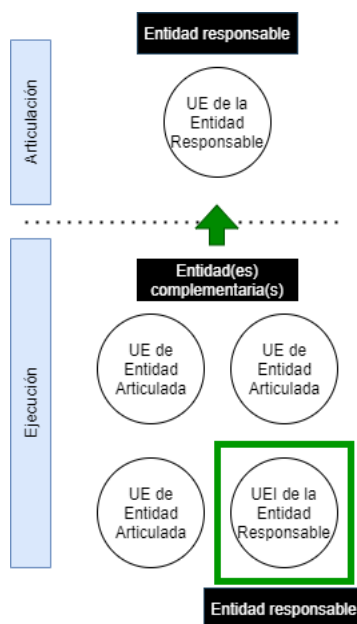 Entidad responsable
Articulación
UE de la
Entidad
Responsable
Entidad(es)
complementaria(s)
Ejecución
UE de
Entidad
Articulada
UE de
Entidad
Articulada
UE de
Entidad
Articulada
UEI de la
Entidad
Responsable
Entidad responsable